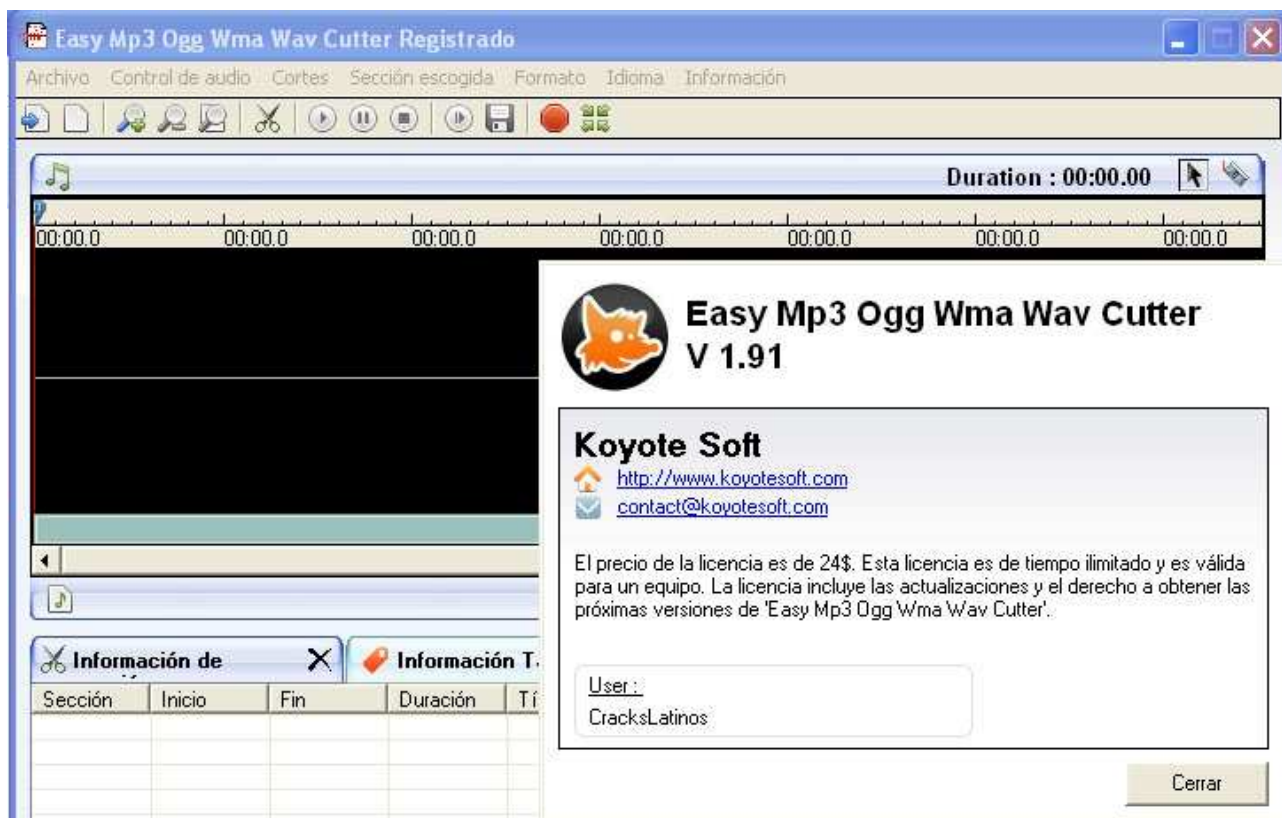 Easy Mp3 Ogg Wma Wav Cutter Registrado
Archivo Control de audio Cortes Sección escogida Formato Idioma Información
Duration : 00:00.00
00:00.0 00:00.0 00:00.0 00:00.0 00:00.0 00:00.0 00:00.0
Easy Mp3 Ogg Wma Wav Cutter
V 1.91
Koyote Soft
http://www.koyotesoft.com
contact@koyotesoft.com
El precio de la licencia es de 24$. Esta licencia es de tiempo ilimitado y es válida
para un equipo. La licencia incluye las actualizaciones y el derecho a obtener las
próximas versiones de 'Easy Mp3 Ogg Wma Wav Cutter'.
User :
CracksLatinos
Cerrar
Información de
Información
Sección Inicio Fin Duración